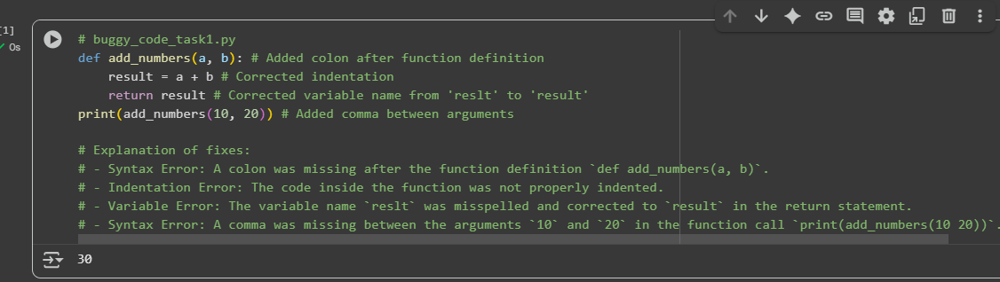 [1]
0s
# buggy_code_task1.py
def add_numbers(a, b): # Added colon after function definition
    result = a + b # Corrected indentation
    return result # Corrected variable name from 'reslt' to 'result'
print(add_numbers(10, 20)) # Added comma between arguments

# Explanation of fixes:
# - Syntax Error: A colon was missing after the function definition `def add_numbers(a, b)`.
# - Indentation Error: The code inside the function was not properly indented.
# - Variable Error: The variable name `reslt` was misspelled and corrected to `result` in the return statement.
# - Syntax Error: A comma was missing between the arguments `10` and `20` in the function call `print(add_numbers(10 20))`.
30